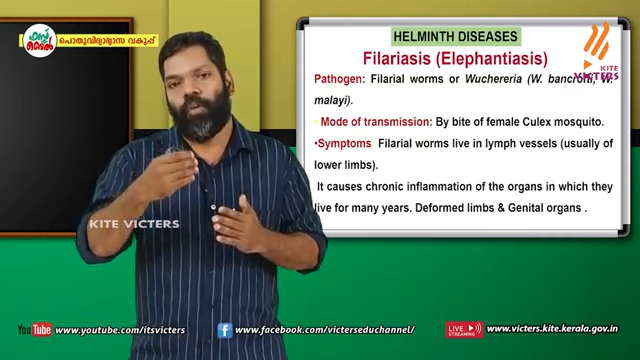 ഫസ്റ്റ് ബെൽ
പൊതുവിദ്യാഭ്യാസ വകുപ്പ്
HELMINTH DISEASES
Filariasis (Elephantiasis)
KITE
VICTERS
Pathogen: Filarial worms or Wuchereria (W. bancrofti, W.
malayi).
Mode of transmission: By bite of female Culex mosquito.
•Symptoms Filarial worms live in lymph vessels (usually of
lower limbs).
It causes chronic inflammation of the organs in which they
live for many years. Deformed limbs & Genital organs .
KITE VICTERS
YouTube www.youtube.com/itsvicters
f www.facebook.com/victerseduchannel/
LIVE STREAMING www.victers.kite.kerala.gov.in